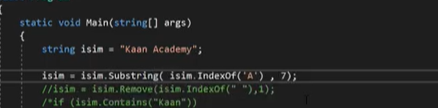 static void Main(string[] args)
{
string isim = "Kaan Academy";
isim = isim.Substring( isim.IndexOf('A') , 7);
//isim = isim.Remove(isim.IndexOf(" "),1);
/*if (isim.Contains("Kaan"))